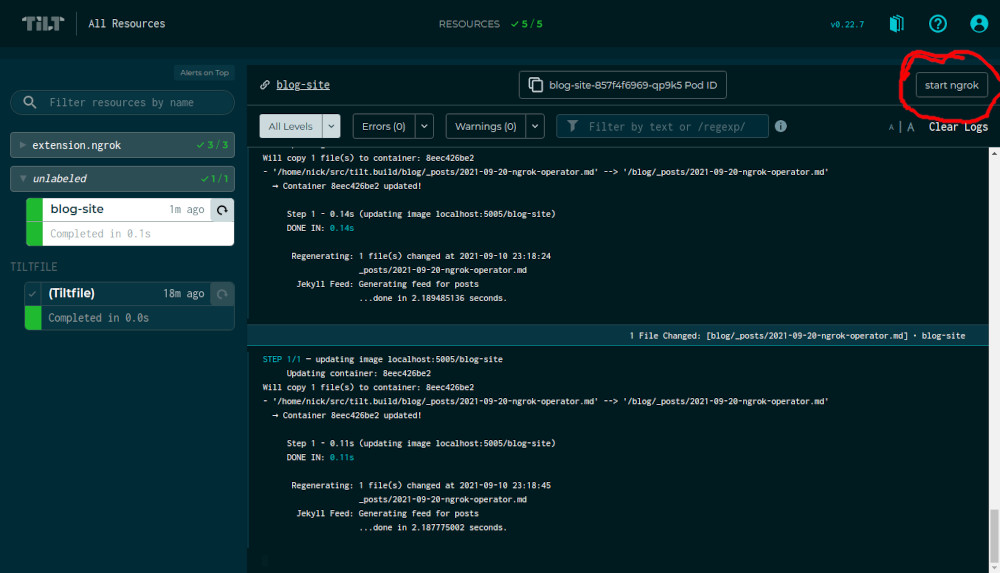 TILT
All Resources
RESOURCES ✓ 5 / 5
v0.22.7
Alerts on Top
Filter resources by name
extension.ngrok ✓ 3 / 3
unlabeled ✓ 1 / 1
blog-site 1m ago
Completed in 0.1s
TILTFILE
(Tiltfile) 18m ago
Completed in 0.0s
blog-site
blog-site-857f4f6969-qp9k5 Pod ID
start ngrok
All Levels
Errors (0)
Warnings (0)
Filter by text or /regexp/
A | A
Clear Logs
Will copy 1 file(s) to container: 8eec426be2
- '/home/nick/src/tilt.build/blog/_posts/2021-09-20-ngrok-operator.md' --> '/blog/_posts/2021-09-20-ngrok-operator.md'
→ Container 8eec426be2 updated!
Step 1 - 0.14s (updating image localhost:5005/blog-site)
DONE IN: 0.14s
Regenerating: 1 file(s) changed at 2021-09-10 23:18:24
_posts/2021-09-20-ngrok-operator.md
Jekyll Feed: Generating feed for posts
...done in 2.189485136 seconds.
1 File Changed: [blog/_posts/2021-09-20-ngrok-operator.md] • blog-site
STEP 1/1 — updating image localhost:5005/blog-site
Updating container: 8eec426be2
Will copy 1 file(s) to container: 8eec426be2
- '/home/nick/src/tilt.build/blog/_posts/2021-09-20-ngrok-operator.md' --> '/blog/_posts/2021-09-20-ngrok-operator.md'
→ Container 8eec426be2 updated!
Step 1 - 0.11s (updating image localhost:5005/blog-site)
DONE IN: 0.11s
Regenerating: 1 file(s) changed at 2021-09-10 23:18:45
_posts/2021-09-20-ngrok-operator.md
Jekyll Feed: Generating feed for posts
...done in 2.187775002 seconds.